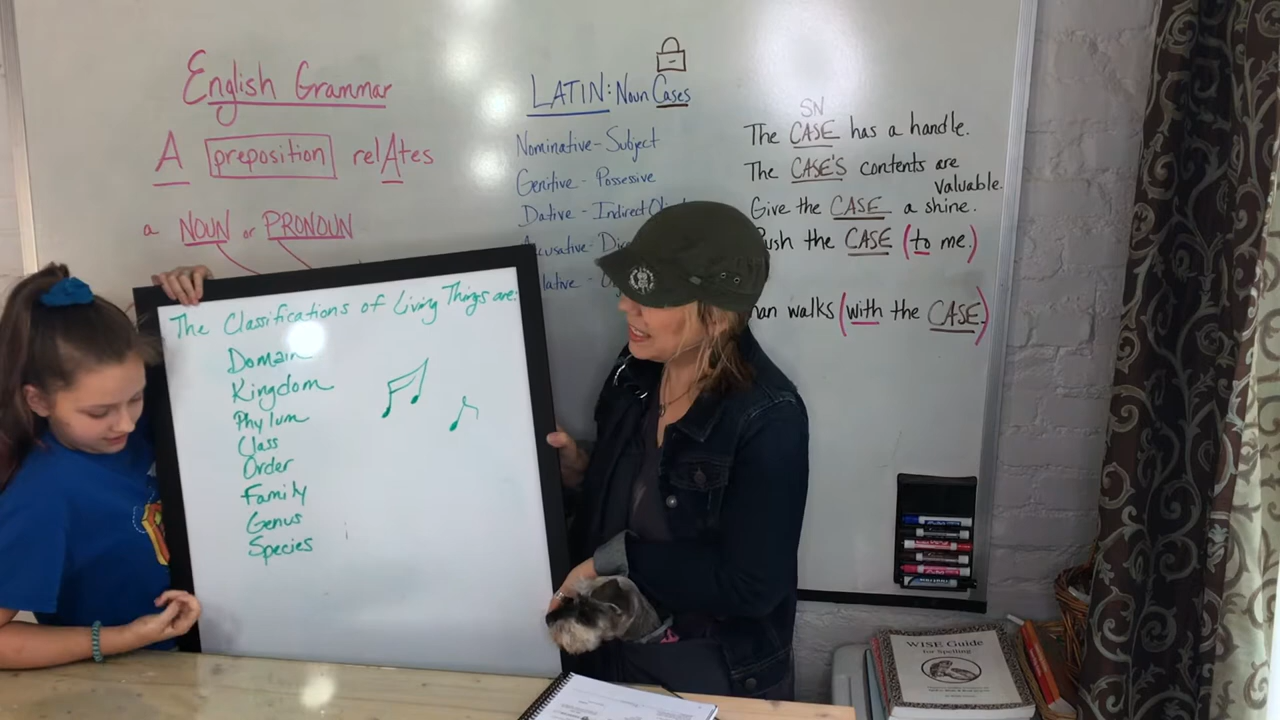 English Grammar
A preposition relAtes
a NOUN or PRONOUN
LATIN: Noun Cases
Nominative - Subject
Genitive - Possessive
Dative - Indirect
SN
The CASE has a handle.
The CASE'S contents are
valuable.
Give the CASE a shine.
the CASE (to me.)
walks (with the CASE.)
The Classifications of Living Things are:
Domain
Kingdom
Phylum
Class
Order
Family
Genus
Species
WISE Guide
for Spelling